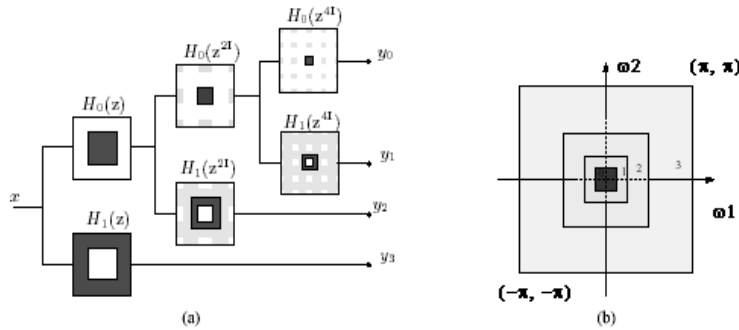 H₀(z⁴ᴵ)
y₀
H₀(z²ᴵ)
H₀(z)
H₁(z⁴ᴵ)
y₁
H₁(z²ᴵ)
x
y₂
H₁(z)
y₃
(a)
ω2
(π, π)
1
2
3
ω1
(−π, −π)
(b)